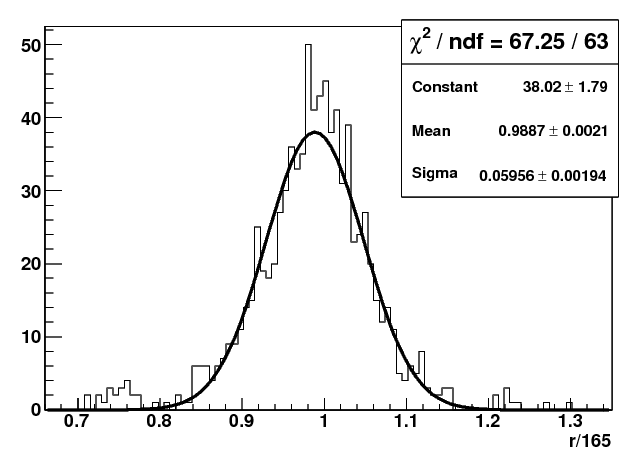 χ² / ndf = 67.25 / 63
Constant 38.02 ± 1.79
Mean 0.9887 ± 0.0021
Sigma 0.05956 ± 0.00194
50
40
30
20
10
0
0.7 0.8 0.9 1 1.1 1.2 1.3
r/165